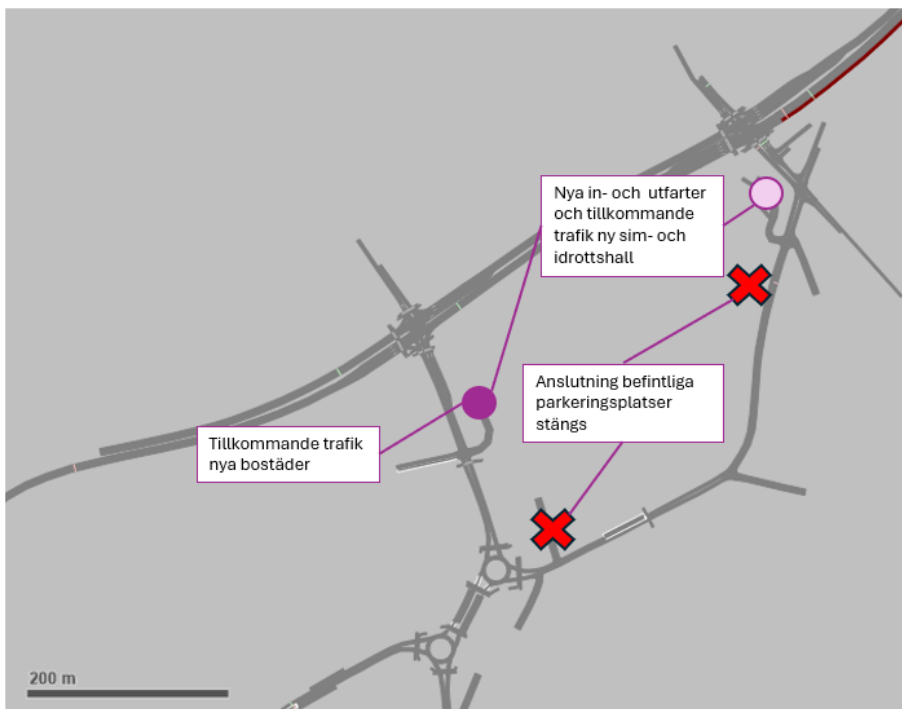 Nya in- och utfarter
och tillkommande
trafik ny sim- och
idrottshall
Anslutning befintliga
parkeringsplatser
stängs
Tillkommande trafik
nya bostäder
200 m